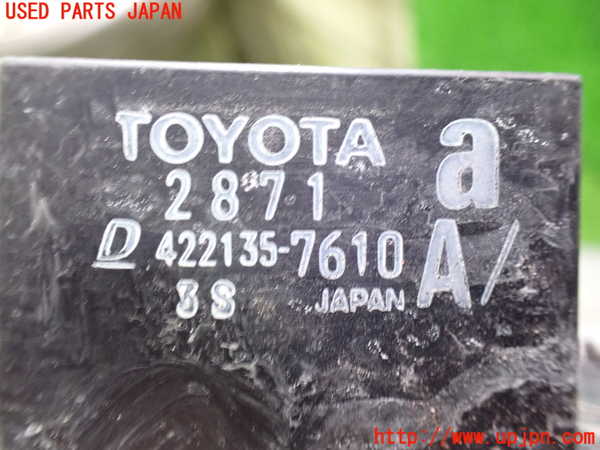 USED PARTS JAPAN
TOYOTA a
2871
D 422135-7610 A/
3S JAPAN
http://www.upjpn.com/